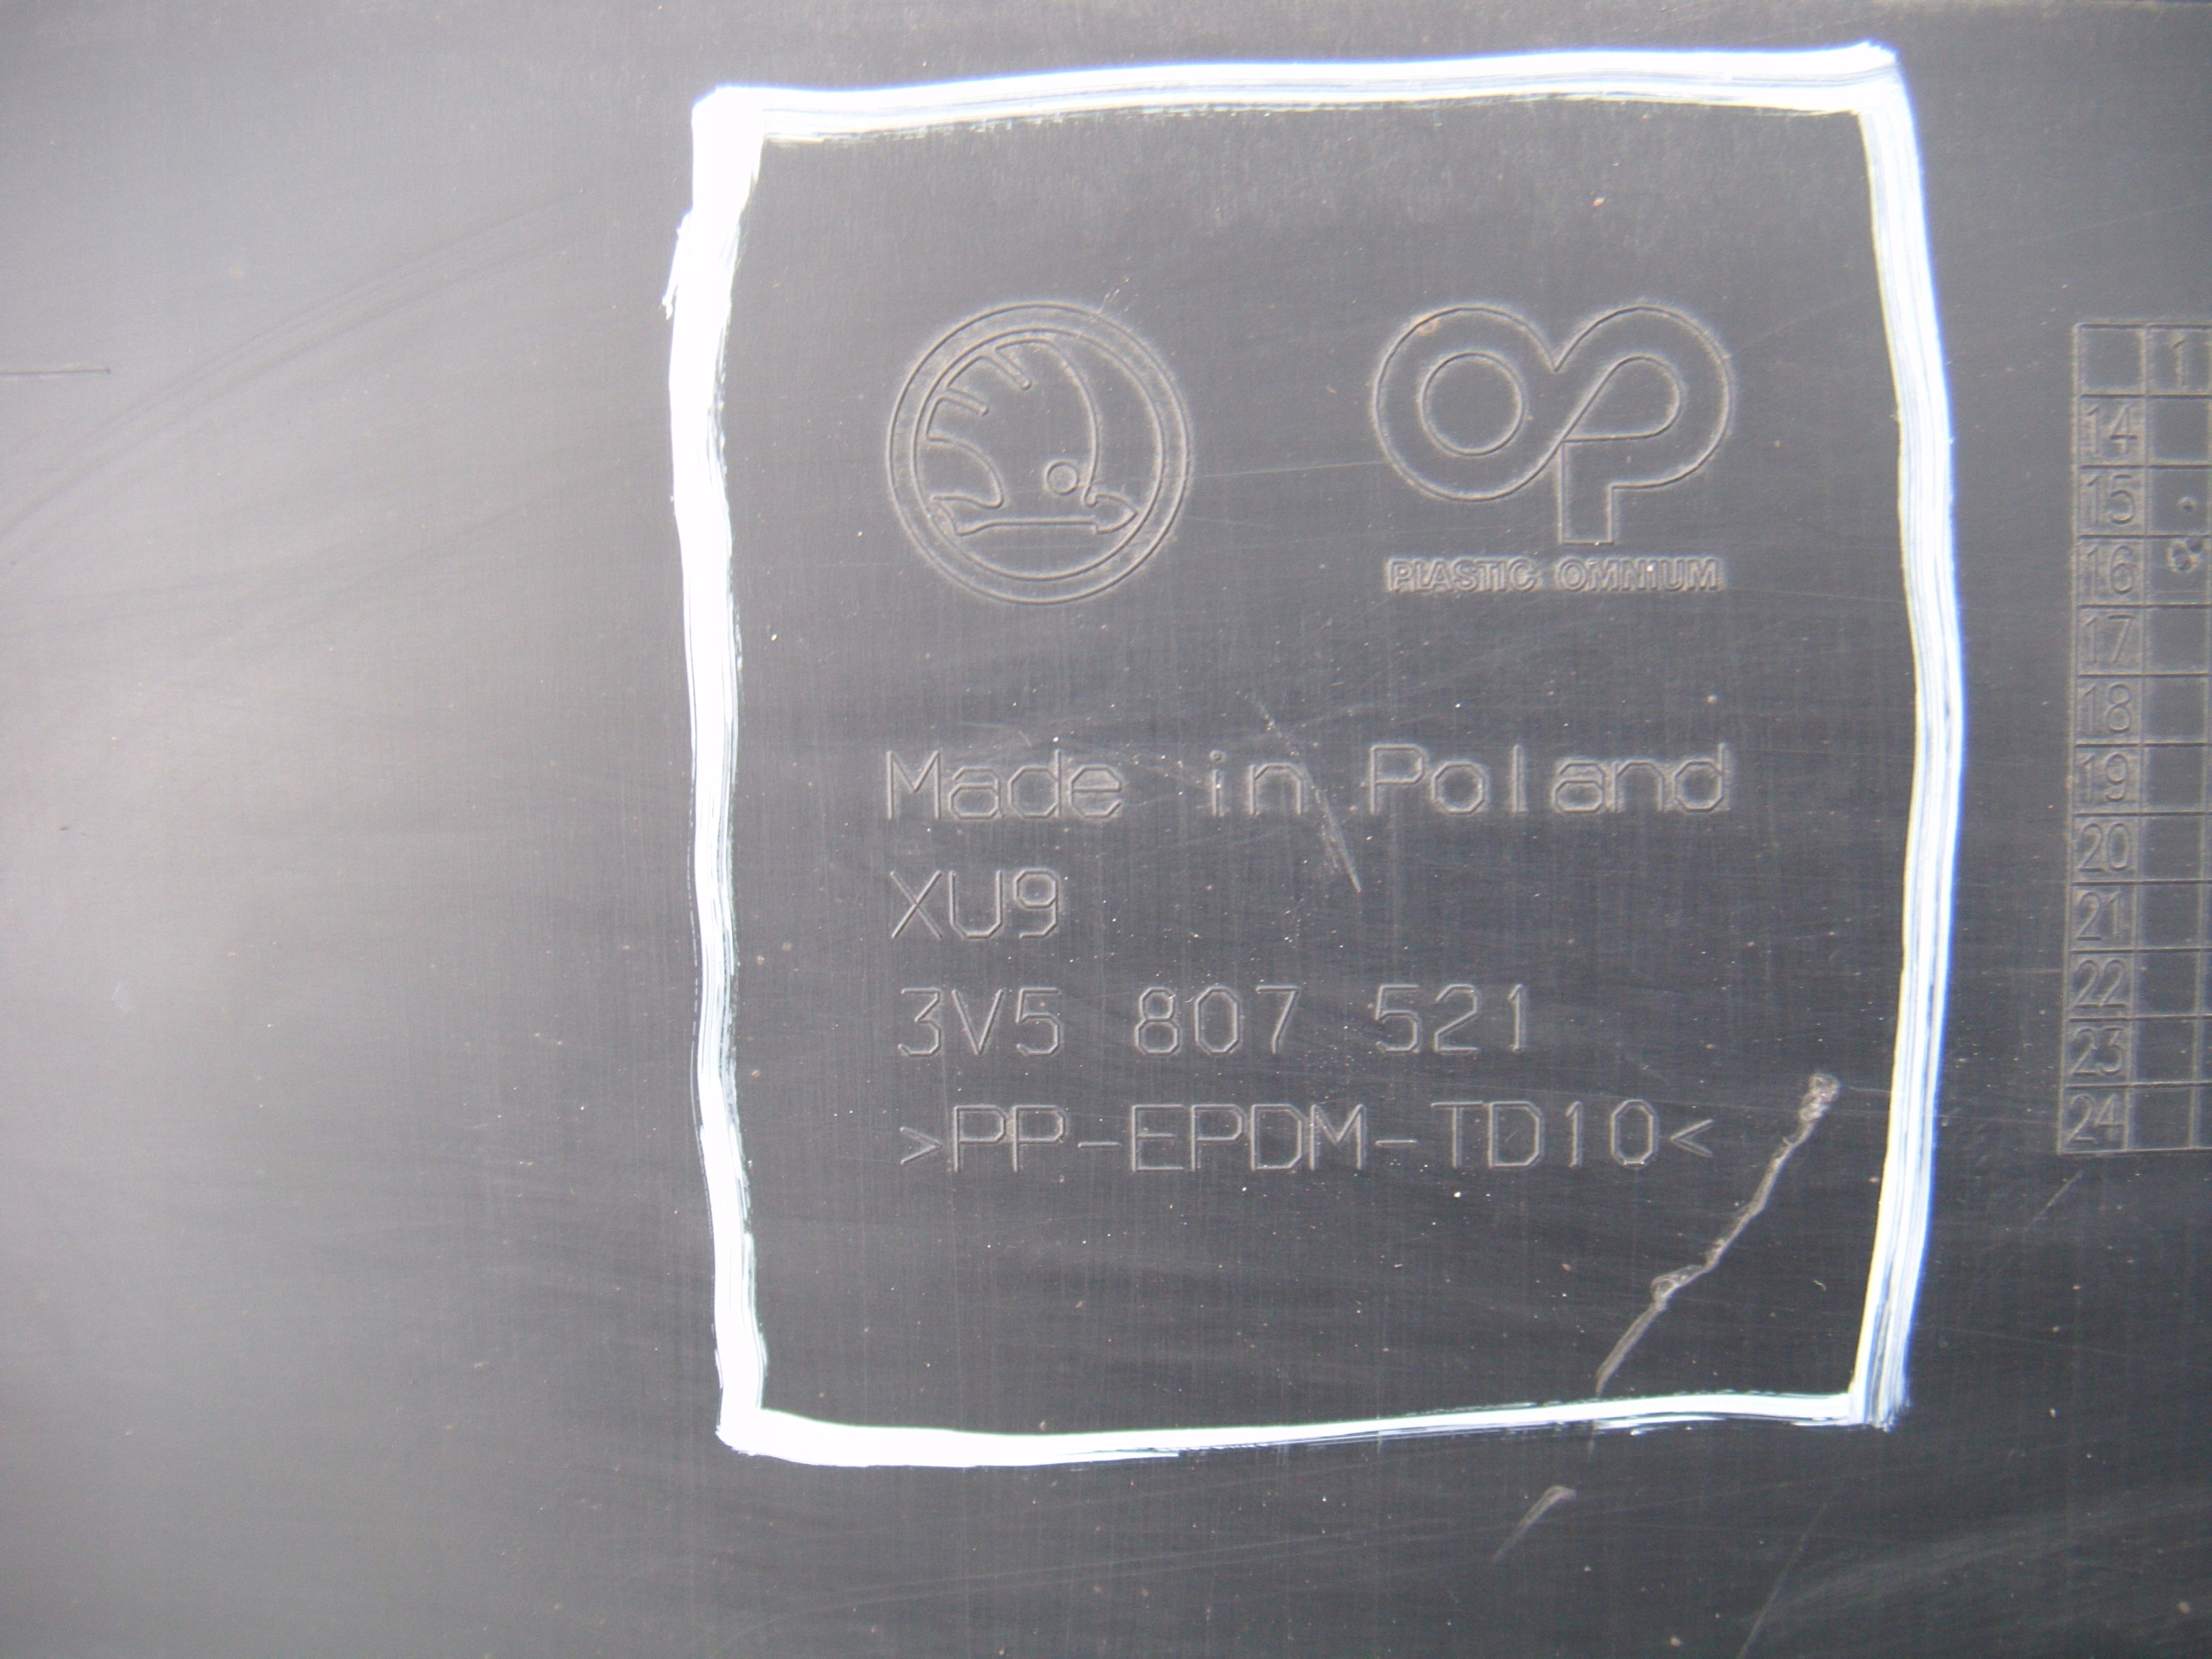 PLASTIC OMNIUM
Made in Poland
XU9
3V5 807 521
>PP-EPDM-TD10<
1
14
15
16
17
18
19
20
21
22
23
24